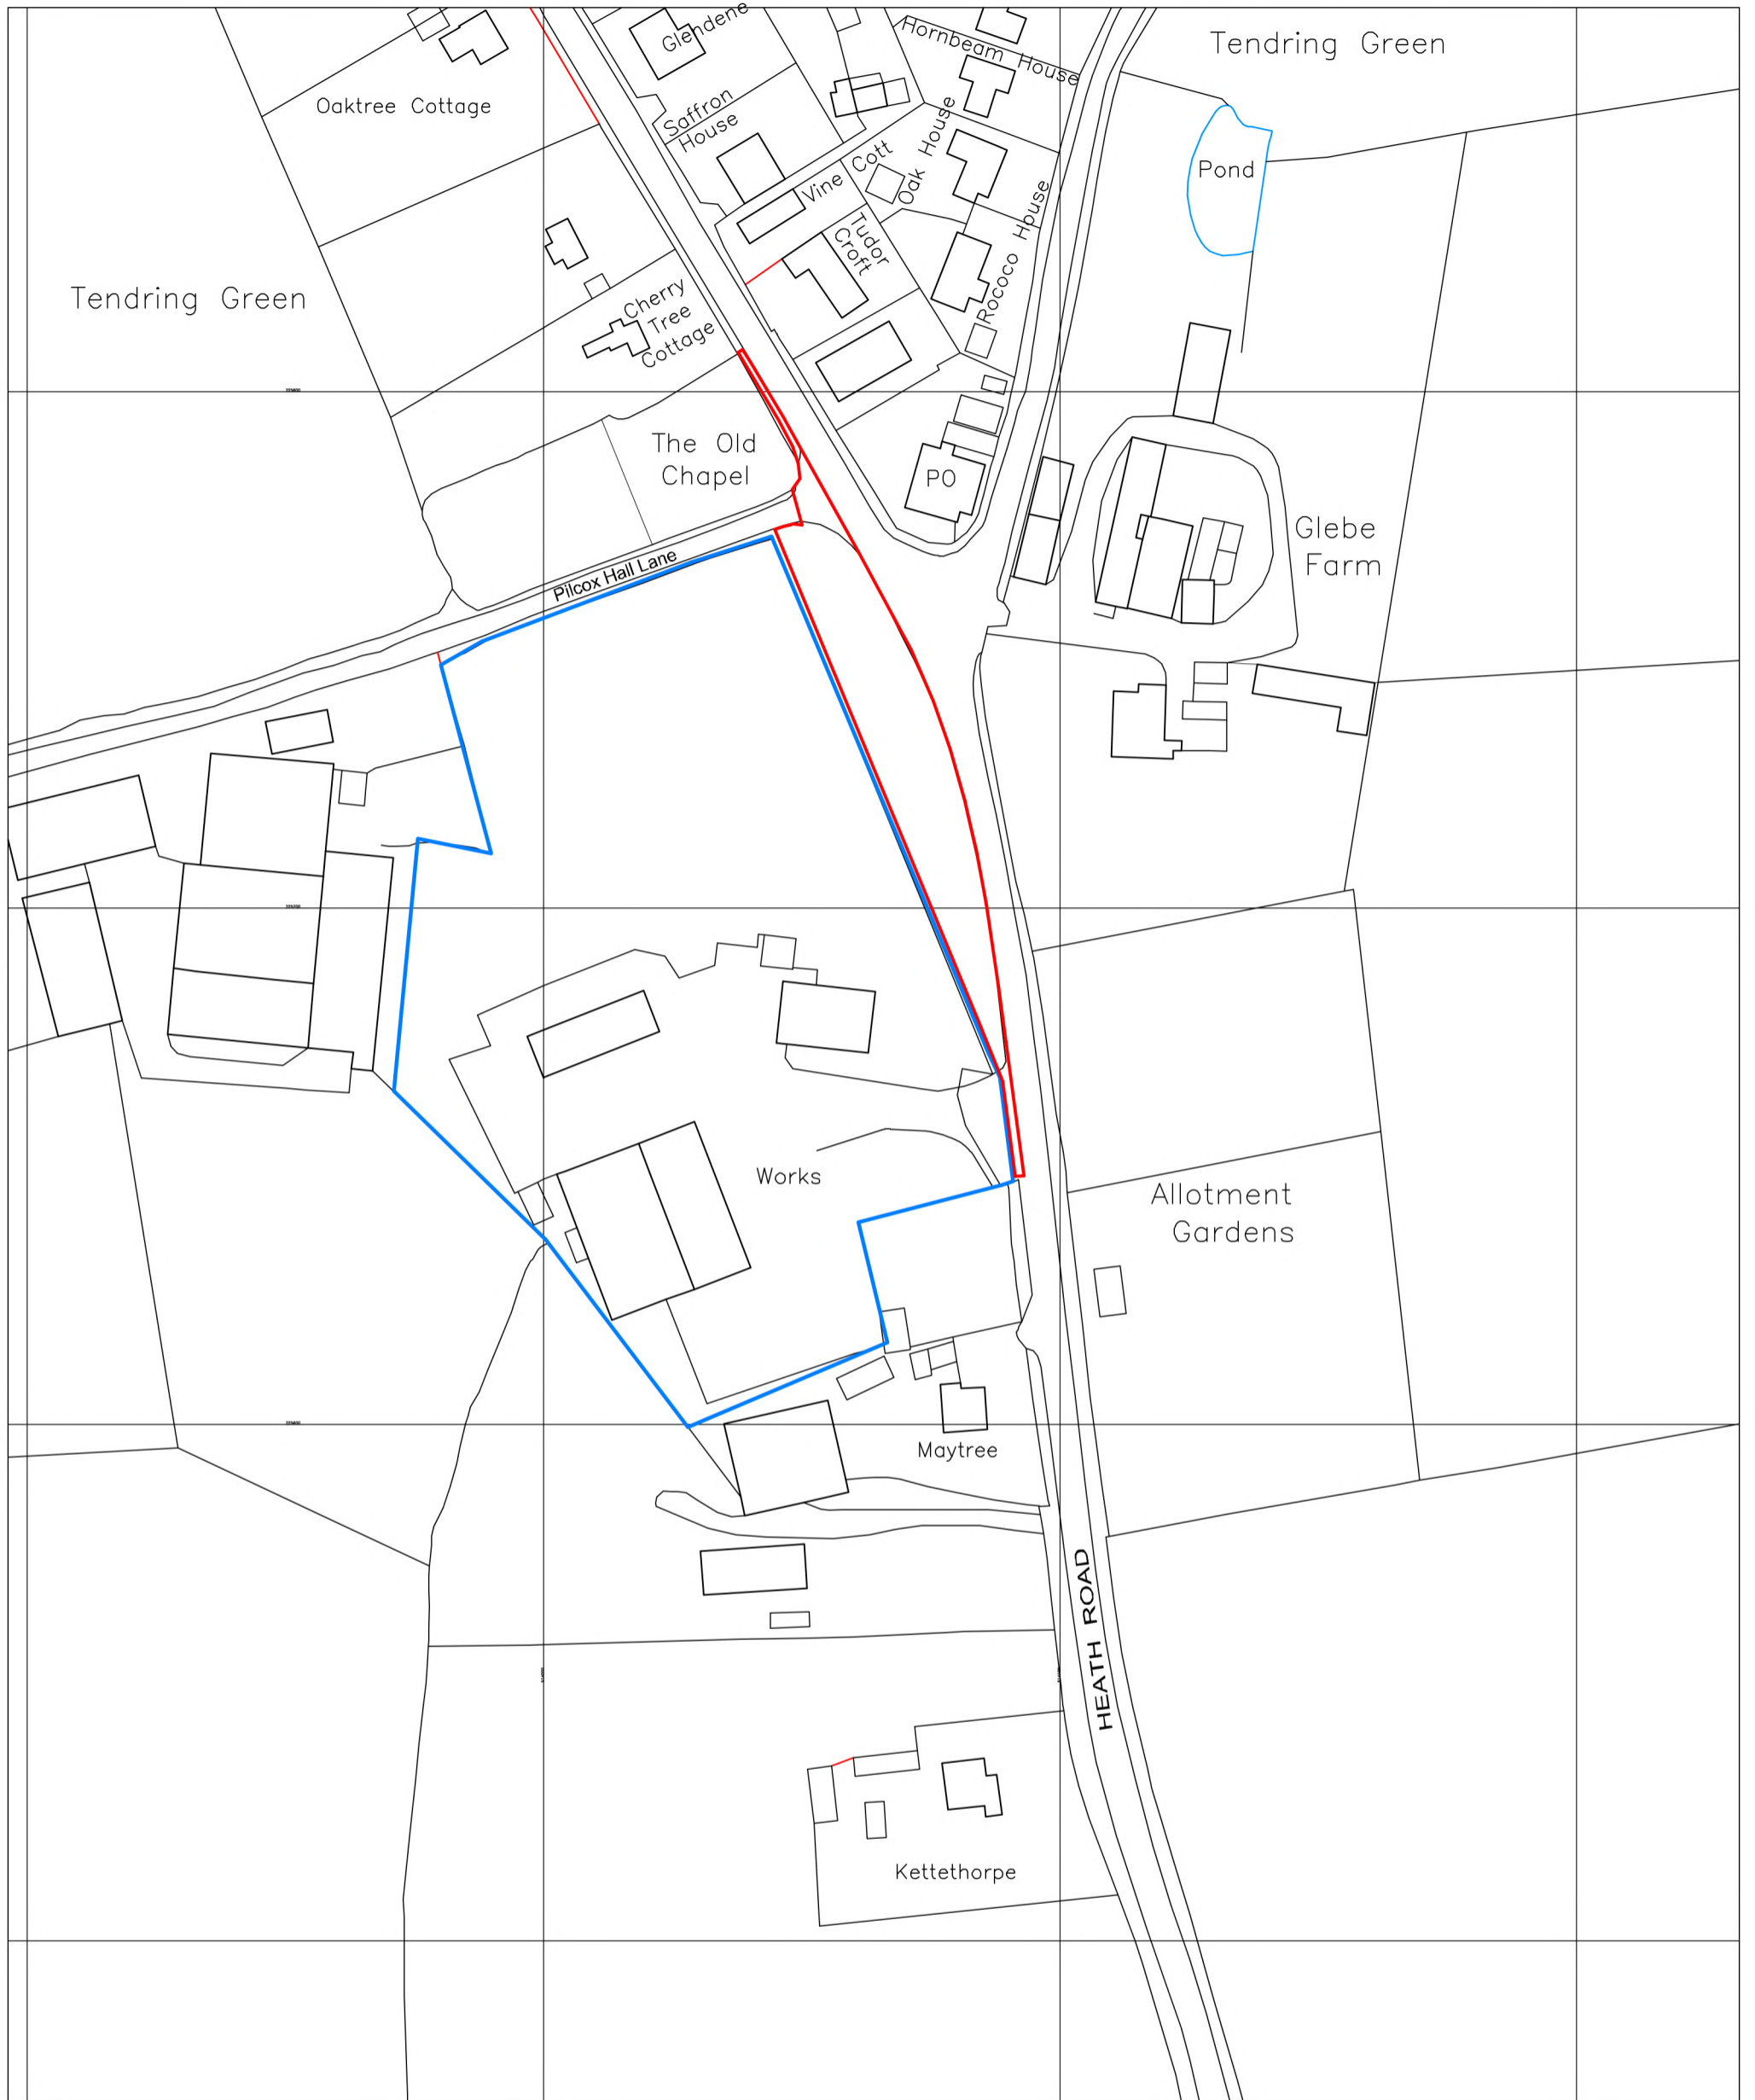 Glendene
Hornbeam House
Tendring Green
Oaktree Cottage
Saffron
House
Vine Cott
Oak House
Pond
Tudor
Croft
Rococo House
Tendring Green
Cherry
Tree
Cottage
The Old
Chapel
PO
Glebe
Farm
Pilcox Hall Lane
Works
Allotment
Gardens
Maytree
HEATH ROAD
Kettethorpe